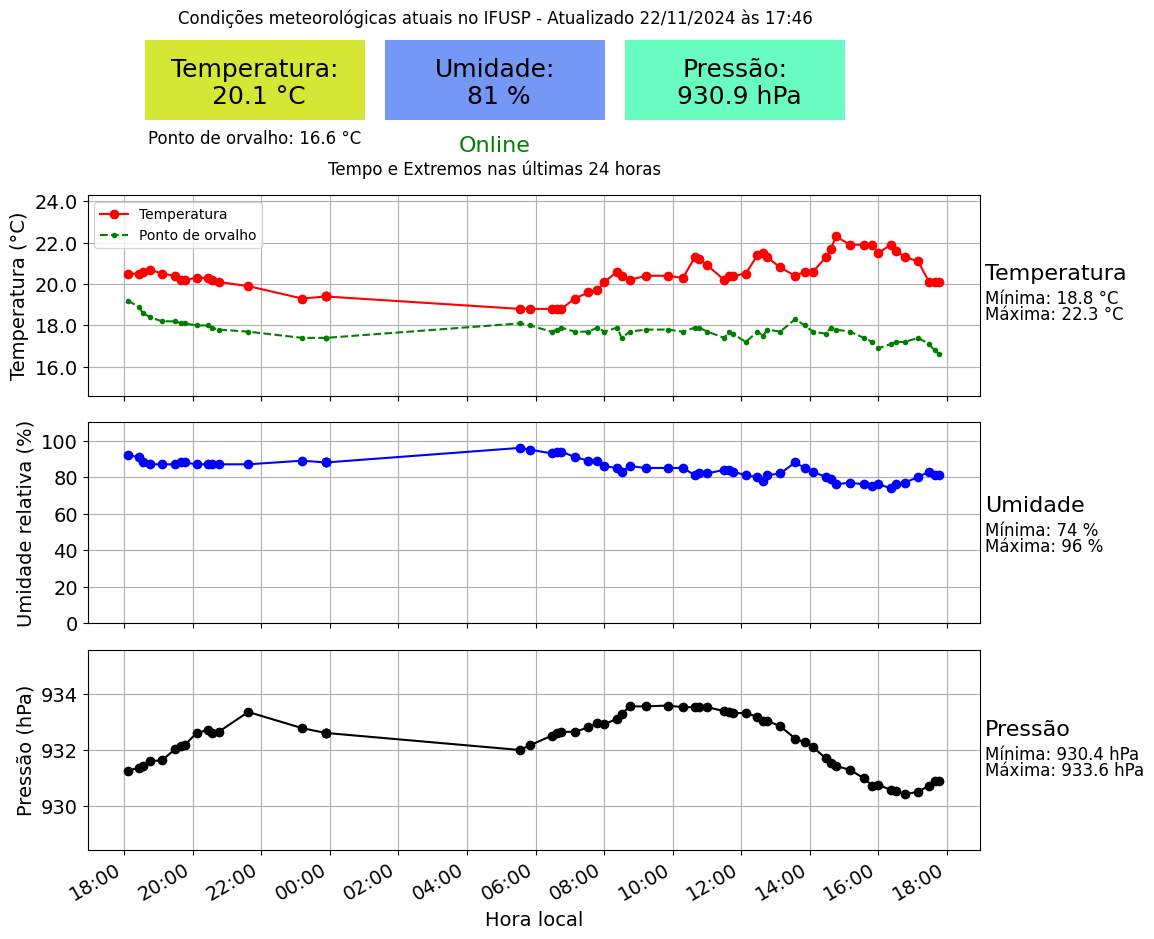 Condições meteorológicas atuais no IFUSP - Atualizado 22/11/2024 às 17:46
Temperatura:
20.1 °C
Umidade:
81 %
Pressão:
930.9 hPa
Ponto de orvalho: 16.6 °C
Online
Tempo e Extremos nas últimas 24 horas
Temperatura (°C)
24.0
22.0
20.0
18.0
16.0
Temperatura
Ponto de orvalho
Temperatura
Mínima: 18.8 °C
Máxima: 22.3 °C
Umidade relativa (%)
100
80
60
40
20
0
Umidade
Mínima: 74 %
Máxima: 96 %
Pressão (hPa)
934
932
930
Pressão
Mínima: 930.4 hPa
Máxima: 933.6 hPa
18:00 20:00 22:00 00:00 02:00 04:00 06:00 08:00 10:00 12:00 14:00 16:00 18:00
Hora local